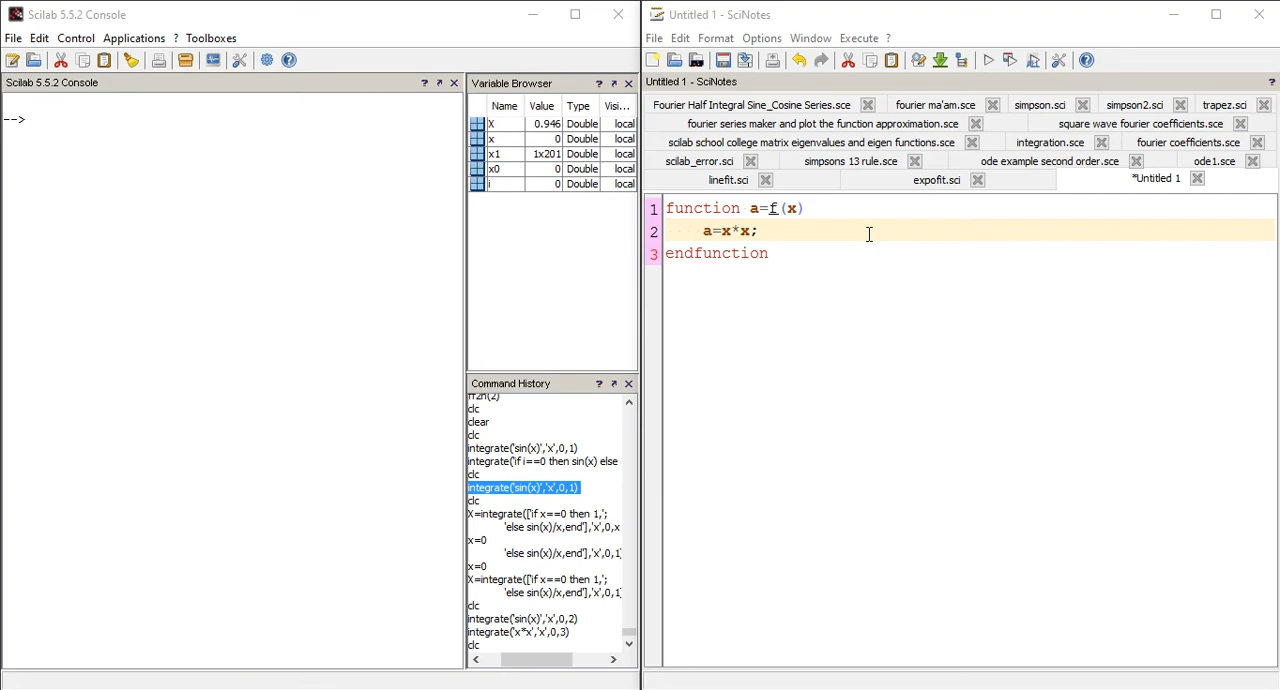 Scilab 5.5.2 Console
File Edit Control Applications ? Toolboxes
Scilab 5.5.2 Console ? ↗ ✕
-->
Variable Browser ?
Name Value Type Visi...
X 0.946 Double local
x 0 Double local
x1 1x201 Double local
x0 0 Double local
i 0 Double local
Command History ?
ff2n(2)
clc
clear
clc
integrate('sin(x)','x',0,1)
integrate('if i==0 then sin(x) else
clc
integrate('sin(x)','x',0,1)
clc
X=integrate(['if x==0 then 1,';
'else sin(x)/x,end'],'x',0,x
x=0
'else sin(x)/x,end'],'x',0,1)
x=0
X=integrate(['if x==0 then 1,';
'else sin(x)/x,end'],'x',0,1)
clc
integrate('sin(x)','x',0,2)
integrate('x*x','x',0,3)
clc
Untitled 1 - SciNotes
File Edit Format Options Window Execute ?
Untitled 1 - SciNotes ?
Fourier Half Integral Sine_Cosine Series.sce fourier ma'am.sce simpson.sci simpson2.sci trapez.sci
fourier series maker and plot the function approximation.sce square wave fourier coefficients.sce
scilab school college matrix eigenvalues and eigen functions.sce integration.sce fourier coefficients.sce
scilab_error.sci simpsons 13 rule.sce ode example second order.sce ode1.sce
linefit.sci expofit.sci *Untitled 1
1 function a=f(x)
2 a=x*x;
3 endfunction